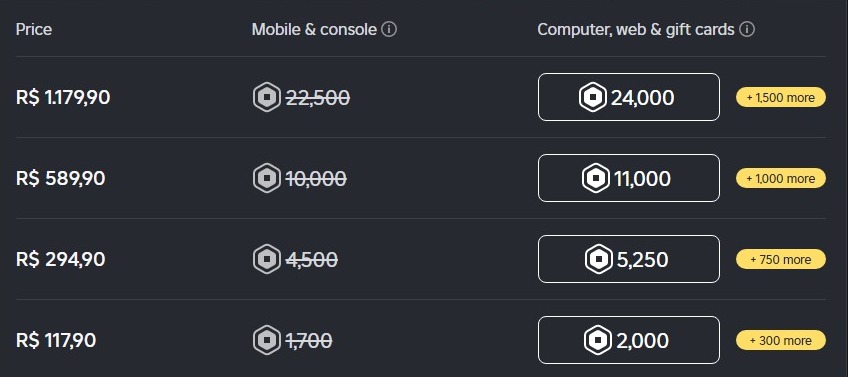 Price Mobile & console Computer, web & gift cards
R$ 1.179,90 22,500 24,000 + 1,500 more
R$ 589,90 10,000 11,000 + 1,000 more
R$ 294,90 4,500 5,250 + 750 more
R$ 117,90 1,700 2,000 + 300 more